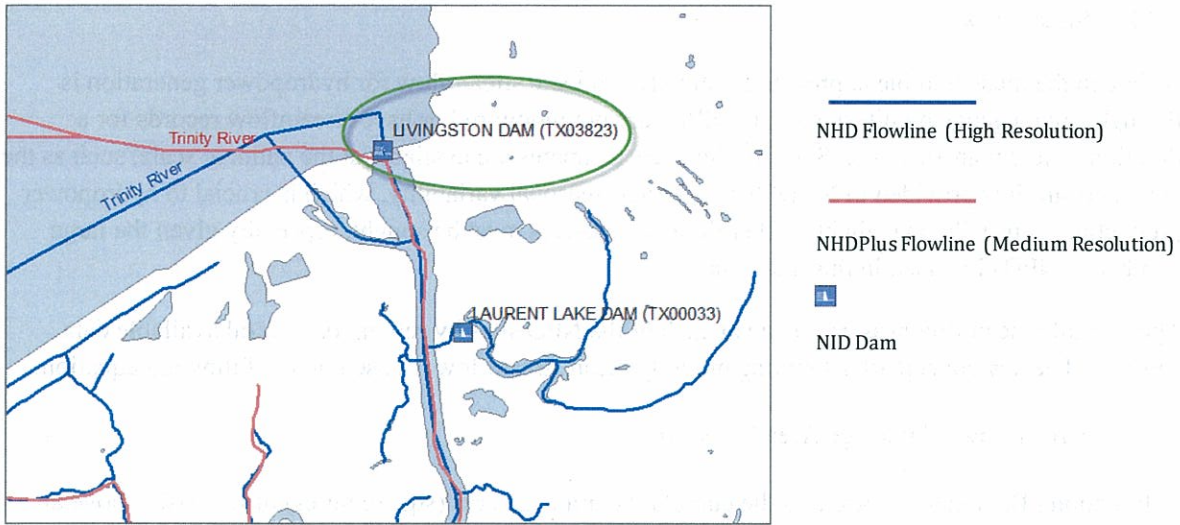 LIVINGSTON DAM (TX03823)
Trinity River
Trinity River
LAURENT LAKE DAM (TX00033)
NHD Flowline (High Resolution)
NHDPlus Flowline (Medium Resolution)
NID Dam